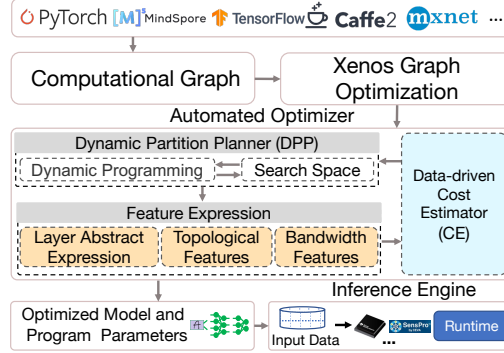 PyTorch [M]s MindSpore TensorFlow Caffe2 mxnet ...
Computational Graph
Xenos Graph
Optimization
Automated Optimizer
Dynamic Partition Planner (DPP)
Dynamic Programming
Search Space
Feature Expression
Layer Abstract
Expression
Topological
Features
Bandwidth
Features
Data-driven
Cost
Estimator
(CE)
Inference Engine
Optimized Model and
Program Parameters
Input Data
...
SensPro
Runtime